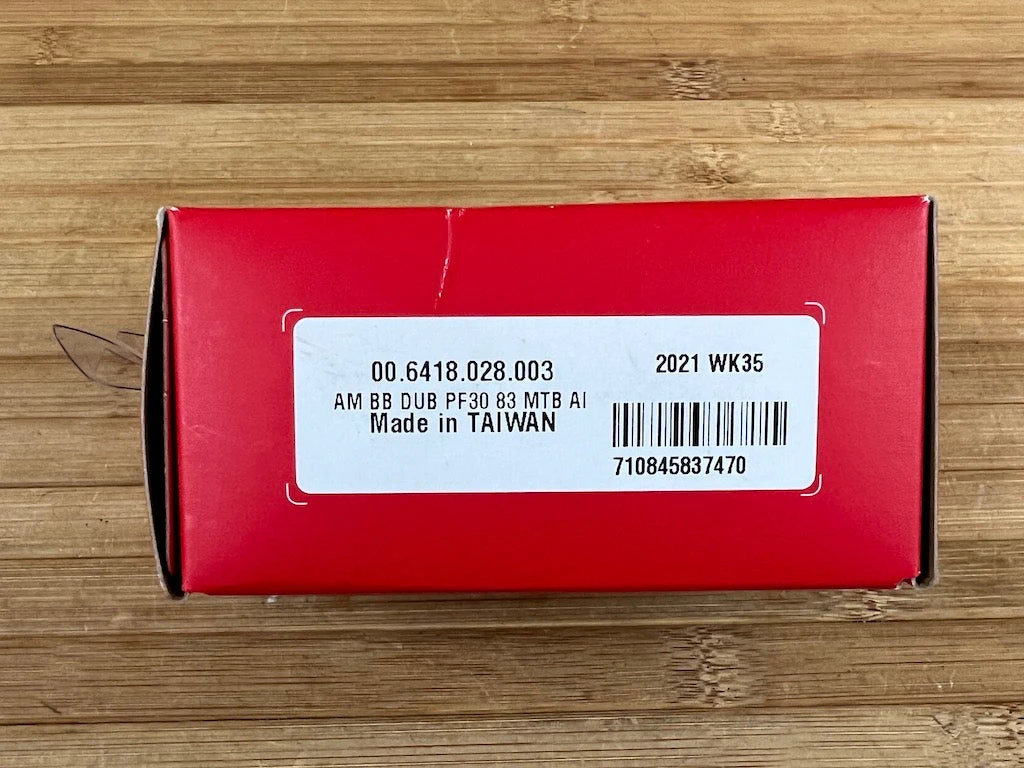 00.6418.028.003
AM BB DUB PF30 83 MTB AI
Made in TAIWAN
2021 WK35
710845837470